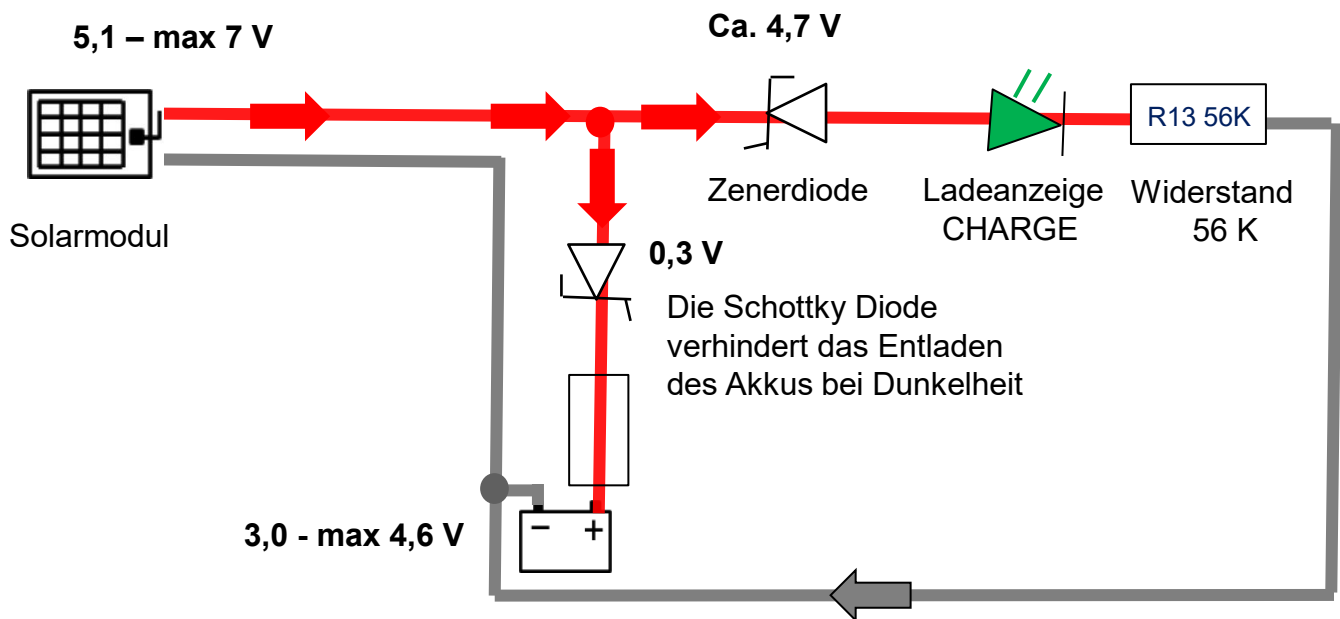 5,1 – max 7 V
Ca. 4,7 V
R13 56K
Solarmodul
Zenerdiode
Ladeanzeige
CHARGE
Widerstand
56 K
0,3 V
Die Schottky Diode
verhindert das Entladen
des Akkus bei Dunkelheit
3,0 - max 4,6 V
− +